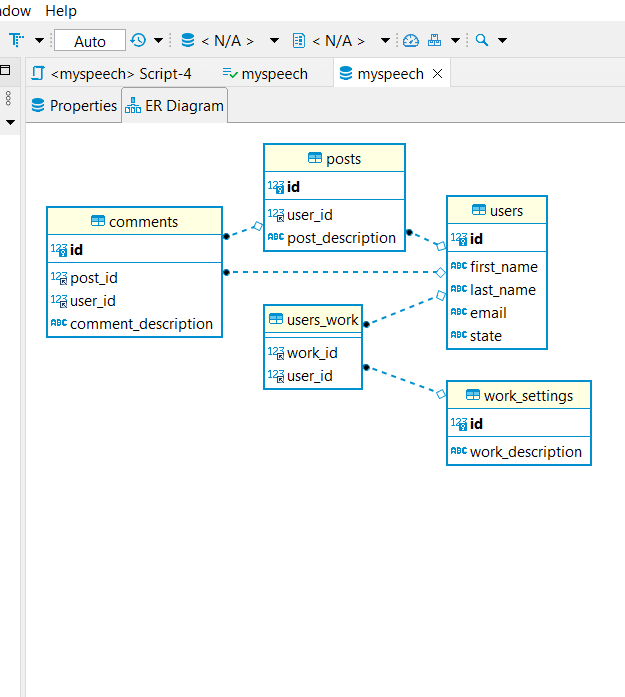 ndow Help
Auto < N/A > < N/A >
<myspeech> Script-4 myspeech myspeech
Properties ER Diagram
posts
123 id
123 user_id
ABC post_description
comments
123 id
123 post_id
123 user_id
ABC comment_description
users
123 id
ABC first_name
ABC last_name
ABC email
ABC state
users_work
123 work_id
123 user_id
work_settings
123 id
ABC work_description